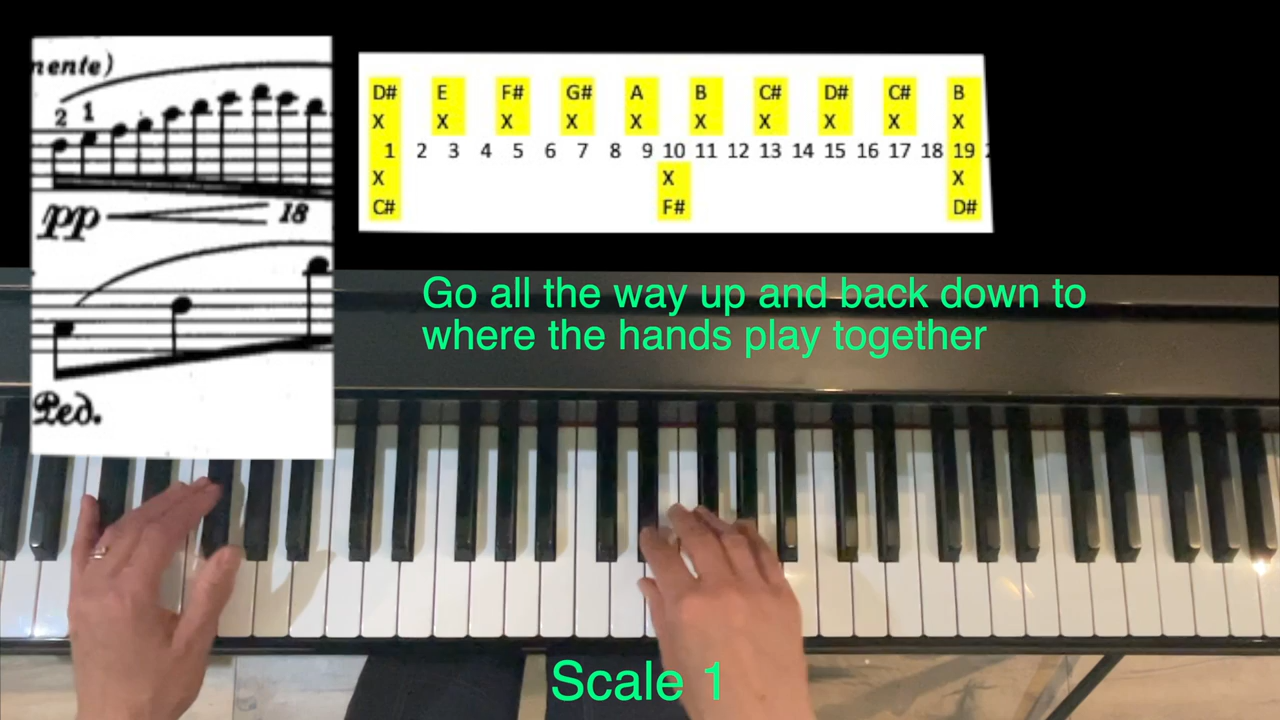 mente)
2 1
pp 18
Ped.
D# E F# G# A B C# D# C# B
X X X X X X X X X X
1 2 3 4 5 6 7 8 9 10 11 12 13 14 15 16 17 18 19
X X X
C# F# D#
Go all the way up and back down to
where the hands play together
Scale 1